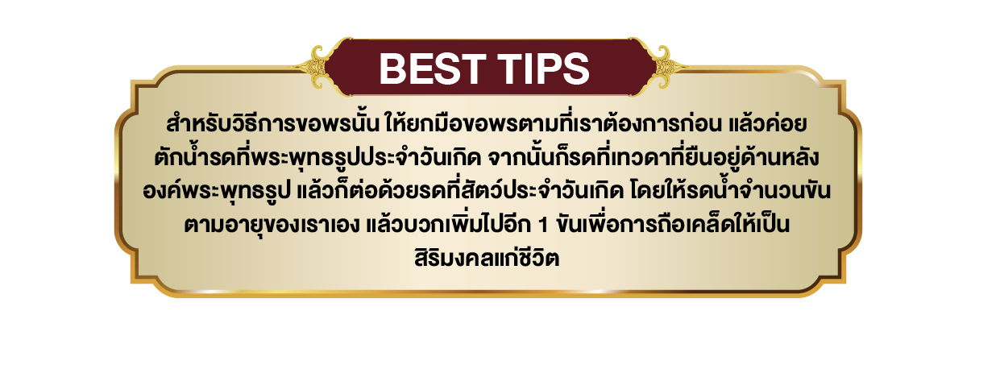 BEST TIPS
สำหรับวิธีการขอพรนั้น ให้ยกมือขอพรตามที่เราต้องการก่อน แล้วค่อย
ตักน้ำรดที่พระพุทธรูปประจำวันเกิด จากนั้นก็รดที่เทวดาที่ยืนอยู่ด้านหลัง
องค์พระพุทธรูป แล้วก็ต่อด้วยรดที่สัตว์ประจำวันเกิด โดยให้รดน้ำจำนวนขัน
ตามอายุของเราเอง แล้วบวกเพิ่มไปอีก 1 ขันเพื่อการถือเคล็ดให้เป็น
สิริมงคลแก่ชีวิต